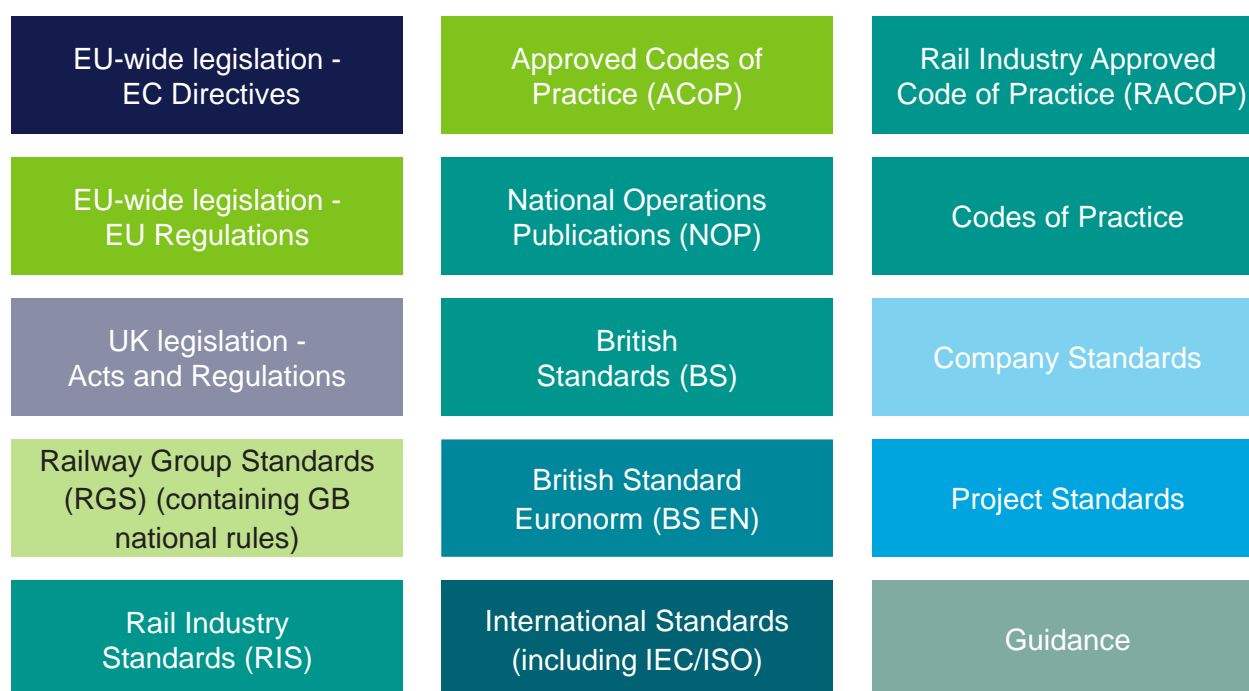 EU-wide legislation -
EC Directives
Approved Codes of
Practice (ACoP)
Rail Industry Approved
Code of Practice (RACOP)
EU-wide legislation -
EU Regulations
National Operations
Publications (NOP)
Codes of Practice
UK legislation -
Acts and Regulations
British
Standards (BS)
Company Standards
Railway Group Standards
(RGS) (containing GB
national rules)
British Standard
Euronorm (BS EN)
Project Standards
Rail Industry
Standards (RIS)
International Standards
(including IEC/ISO)
Guidance